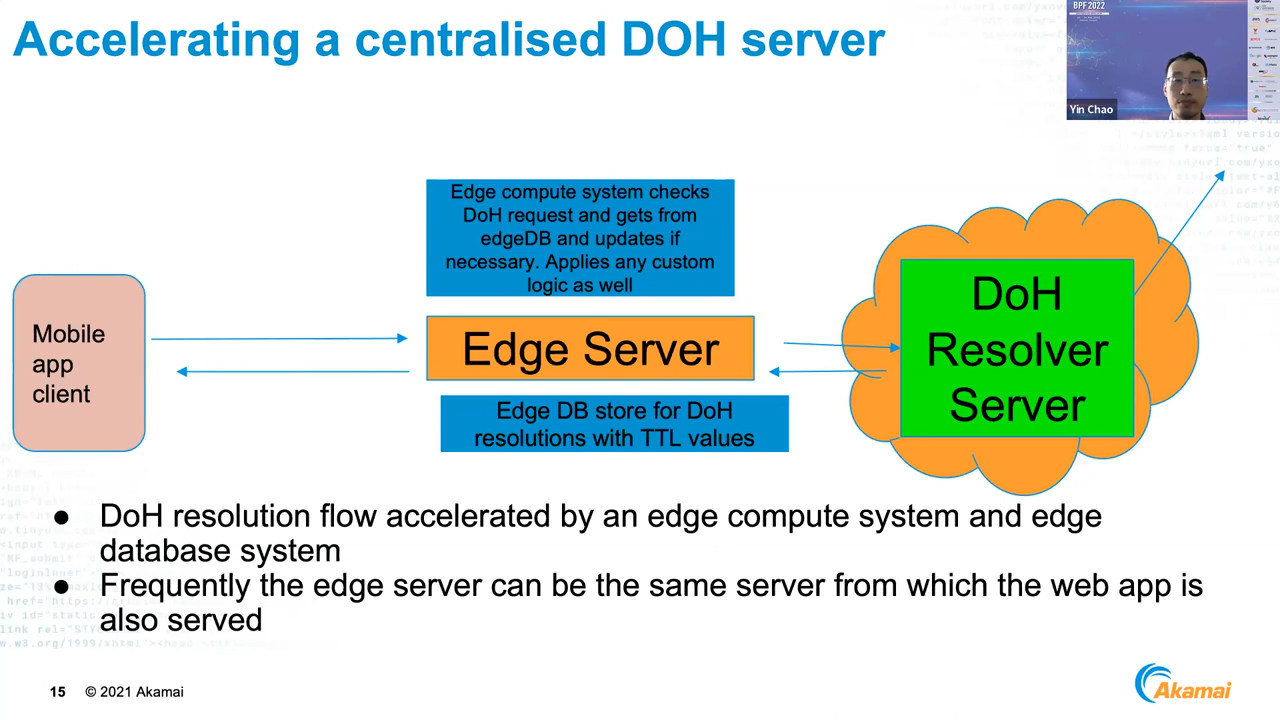 Accelerating a centralised DOH server
BPF 2022
Yin Chao
Edge compute system checks
DoH request and gets from
edgeDB and updates if
necessary. Applies any custom
logic as well
Mobile
app
client
Edge Server
DoH
Resolver
Server
Edge DB store for DoH
resolutions with TTL values
● DoH resolution flow accelerated by an edge compute system and edge
database system
● Frequently the edge server can be the same server from which the web app is
also served
15 © 2021 Akamai
Akamai